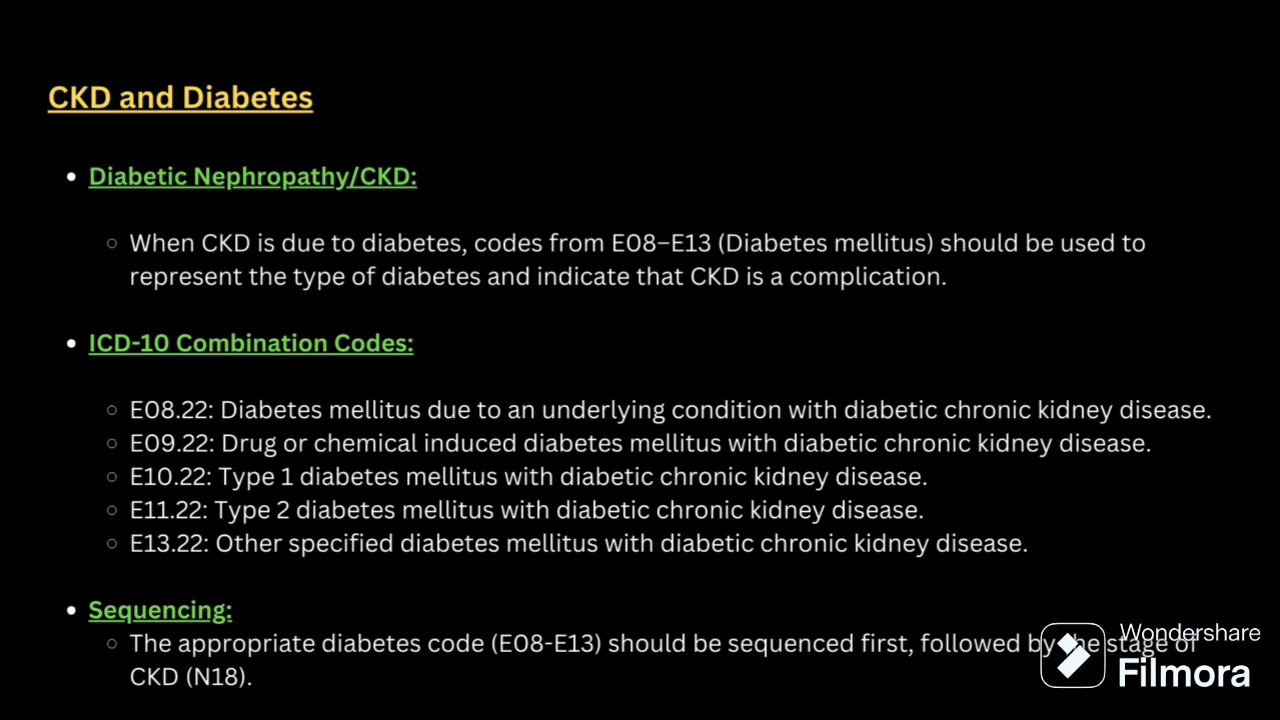 CKD and Diabetes
Diabetic Nephropathy/CKD:
When CKD is due to diabetes, codes from E08–E13 (Diabetes mellitus) should be used to
represent the type of diabetes and indicate that CKD is a complication.
ICD-10 Combination Codes:
E08.22: Diabetes mellitus due to an underlying condition with diabetic chronic kidney disease.
E09.22: Drug or chemical induced diabetes mellitus with diabetic chronic kidney disease.
E10.22: Type 1 diabetes mellitus with diabetic chronic kidney disease.
E11.22: Type 2 diabetes mellitus with diabetic chronic kidney disease.
E13.22: Other specified diabetes mellitus with diabetic chronic kidney disease.
Sequencing:
The appropriate diabetes code (E08-E13) should be sequenced first, followed by the stage of
CKD (N18).
Wondershare
Filmora